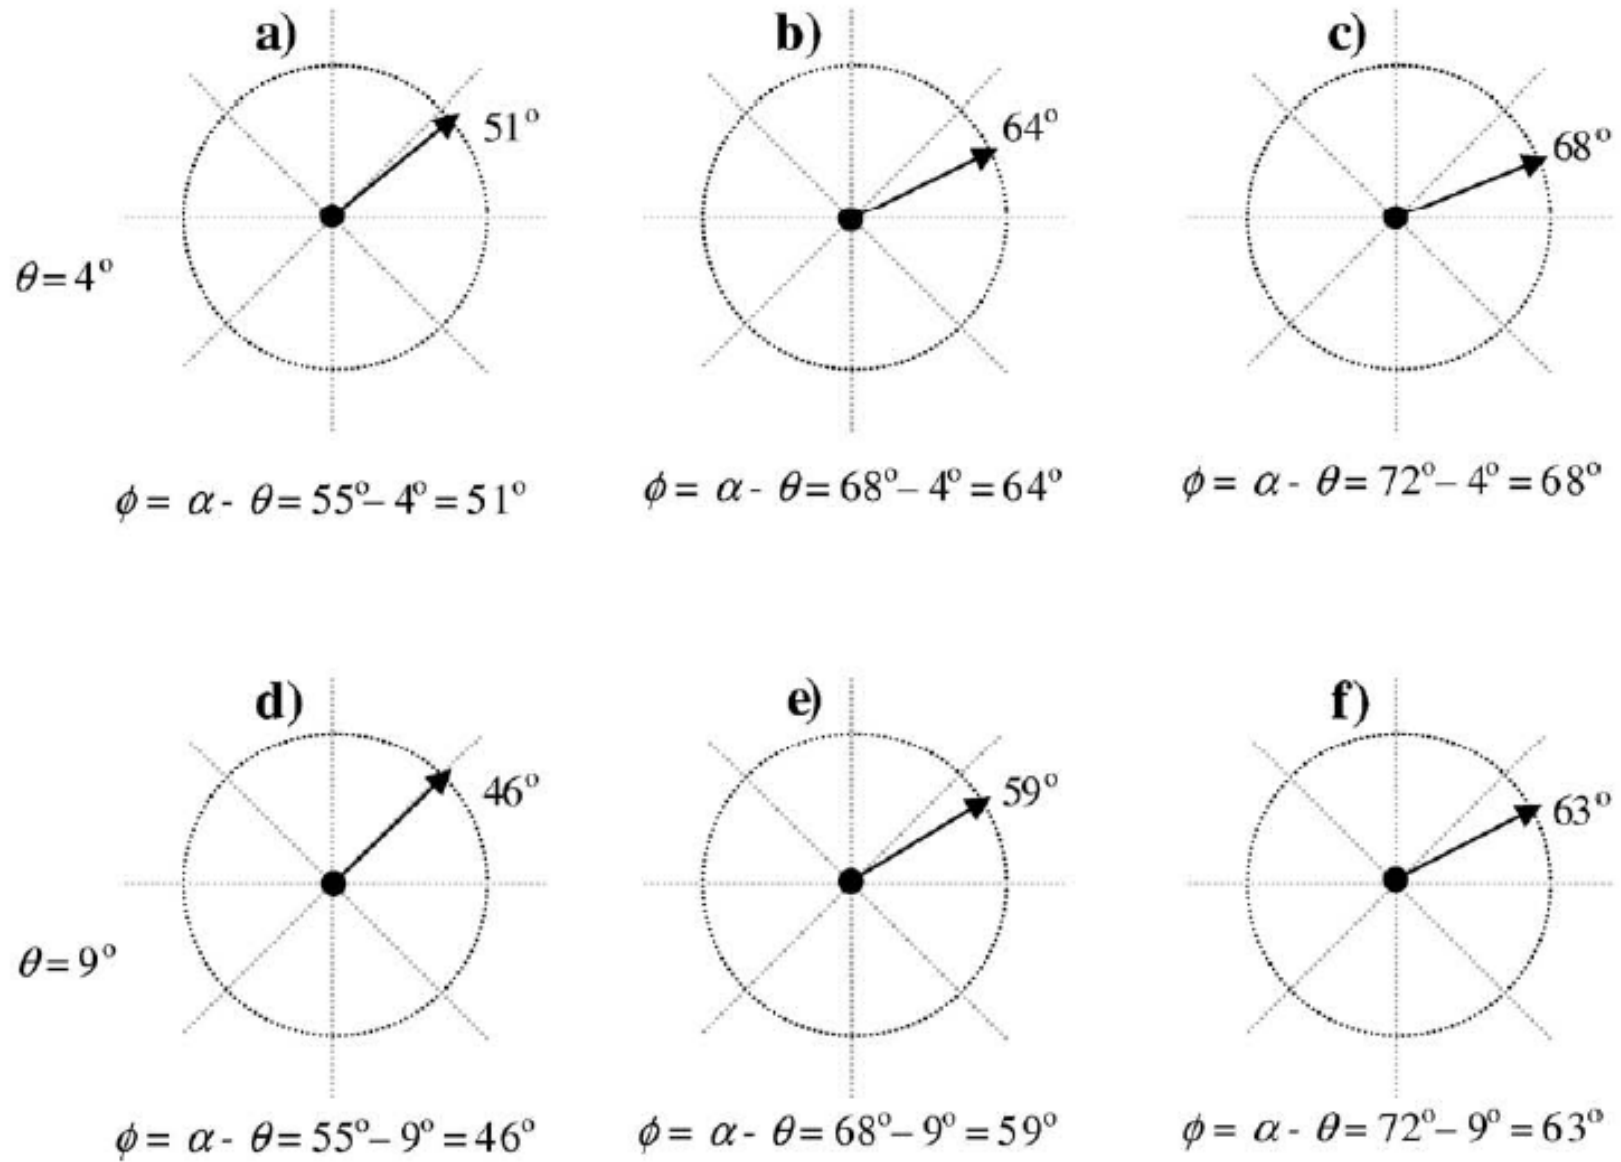 a)
b)
c)
51°
64°
68°
θ = 4°
ϕ = α - θ = 55° – 4° = 51°
ϕ = α - θ = 68° – 4° = 64°
ϕ = α - θ = 72° – 4° = 68°
d)
e)
f)
46°
59°
63°
θ = 9°
ϕ = α - θ = 55° – 9° = 46°
ϕ = α - θ = 68° – 9° = 59°
ϕ = α - θ = 72° – 9° = 63°